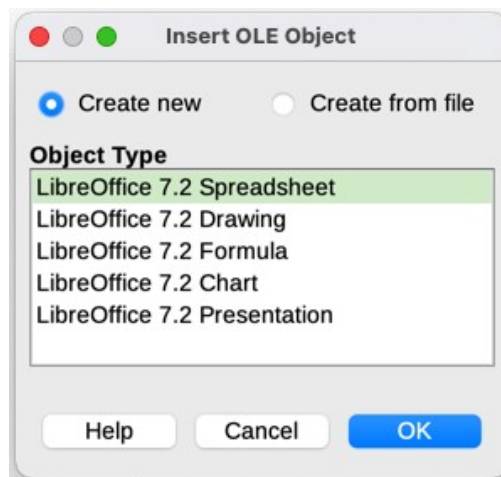 Insert OLE Object
Create new Create from file
Object Type
LibreOffice 7.2 Spreadsheet
LibreOffice 7.2 Drawing
LibreOffice 7.2 Formula
LibreOffice 7.2 Chart
LibreOffice 7.2 Presentation
Help Cancel OK